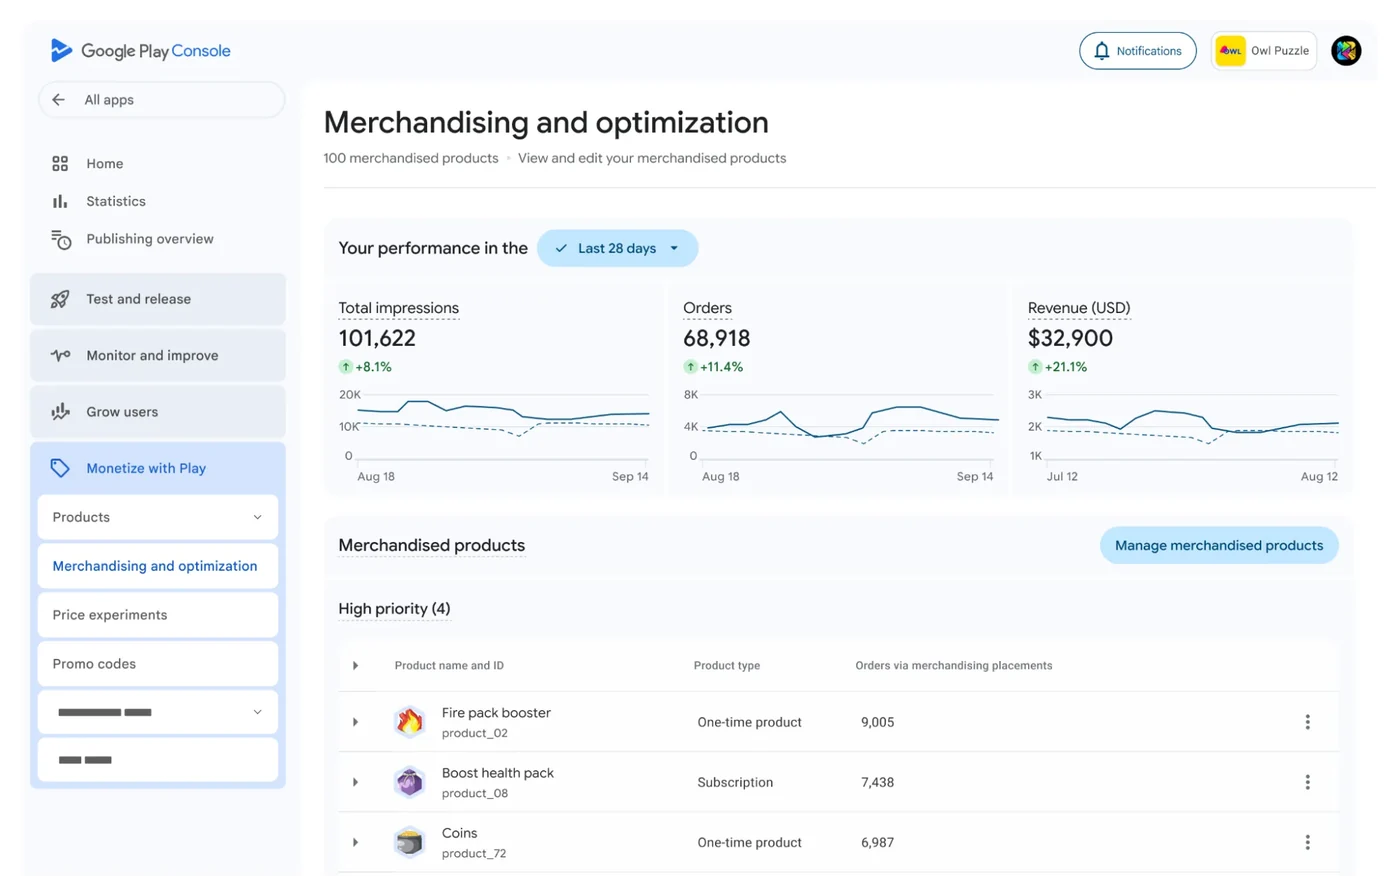 Google Play Console
Notifications
OWL
Owl Puzzle
All apps
Home
Statistics
Publishing overview
Test and release
Monitor and improve
Grow users
Monetize with Play
Products
Merchandising and optimization
Price experiments
Promo codes
Merchandising and optimization
100 merchandised products • View and edit your merchandised products
Your performance in the Last 28 days
Total impressions
101,622
+8.1%
20K
10K
0
Aug 18 Sep 14
Orders
68,918
+11.4%
8K
4K
0
Aug 18 Sep 14
Revenue (USD)
$32,900
+21.1%
3K
2K
1K
Jul 12 Aug 12
Merchandised products
Manage merchandised products
High priority (4)
Product name and ID Product type Orders via merchandising placements
Fire pack booster
product_02
One-time product 9,005
Boost health pack
product_08
Subscription 7,438
Coins
product_72
One-time product 6,987